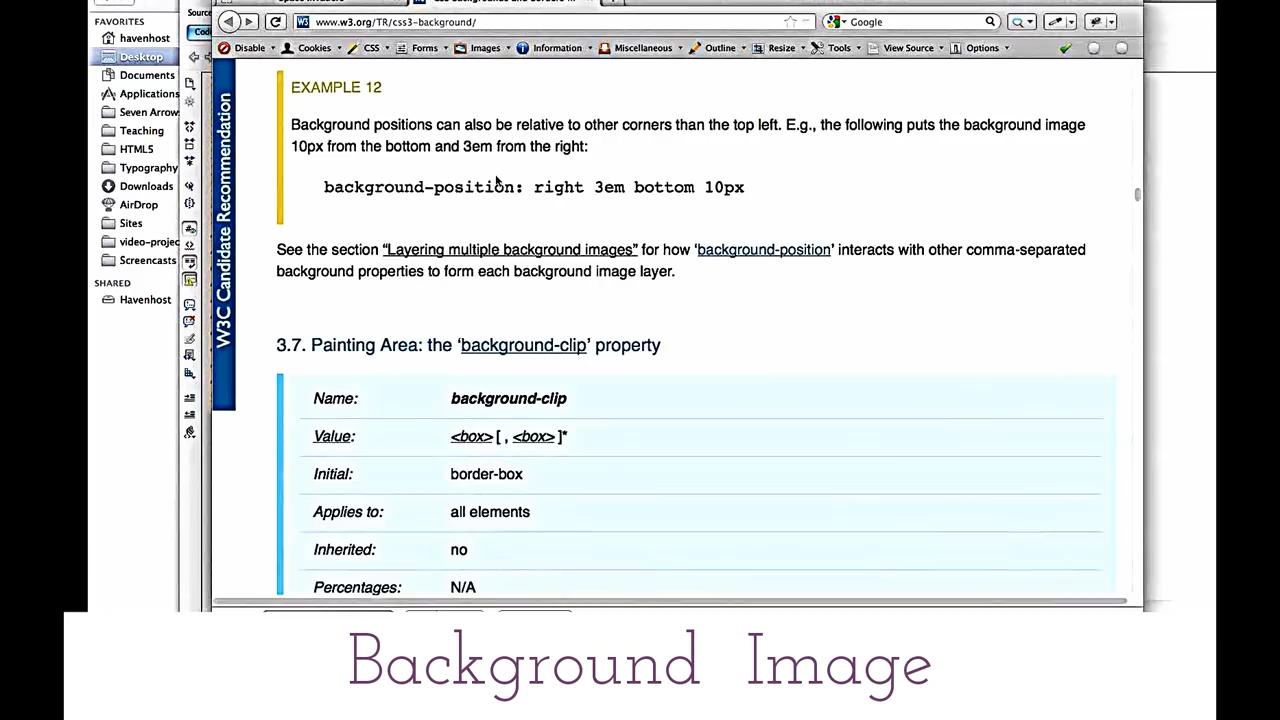 FAVORITES
havenhost
Desktop
Documents
Applications
Seven Arrow
Teaching
HTML5
Typography
Downloads
AirDrop
Sites
video-projec
Screencasts
SHARED
Havenhost
Source
Cod
www.w3.org/TR/css3-background/
Google
Disable Cookies CSS Forms Images Information Miscellaneous Outline Resize Tools View Source Options
W3C Candidate Recommendation
EXAMPLE 12
Background positions can also be relative to other corners than the top left. E.g., the following puts the background image
10px from the bottom and 3em from the right:
background-position: right 3em bottom 10px
See the section “Layering multiple background images” for how ‘background-position’ interacts with other comma-separated
background properties to form each background image layer.
3.7. Painting Area: the ‘background-clip’ property
Name: background-clip
Value: <box> [ , <box> ]*
Initial: border-box
Applies to: all elements
Inherited: no
Percentages: N/A
Background Image